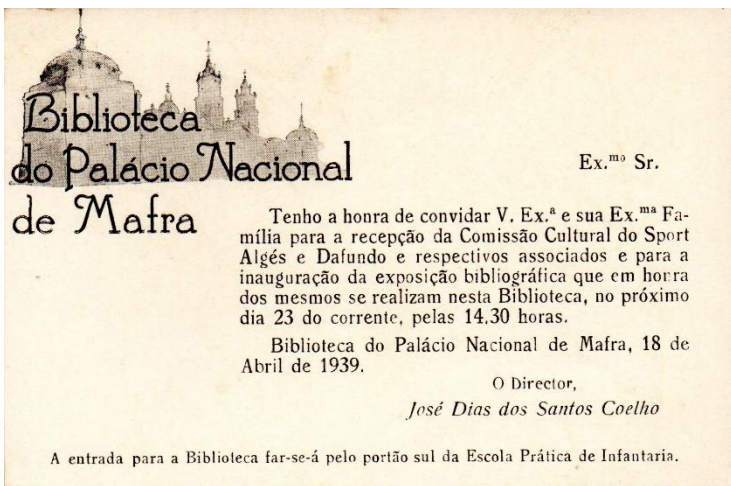 Biblioteca
do Palácio Nacional
de Mafra
Ex.ᵐᵒ Sr.
Tenho a honra de convidar V. Ex.ª e sua Ex.ᵐᵃ Fa-
mília para a recepção da Comissão Cultural do Sport
Algés e Dafundo e respectivos associados e para a
inauguração da exposição bibliográfica que em honra
dos mesmos se realizam nesta Biblioteca, no próximo
dia 23 do corrente, pelas 14,30 horas.
Biblioteca do Palácio Nacional de Mafra, 18 de
Abril de 1939.
O Director,
José Dias dos Santos Coelho
A entrada para a Biblioteca far-se-á pelo portão sul da Escola Prática de Infantaria.